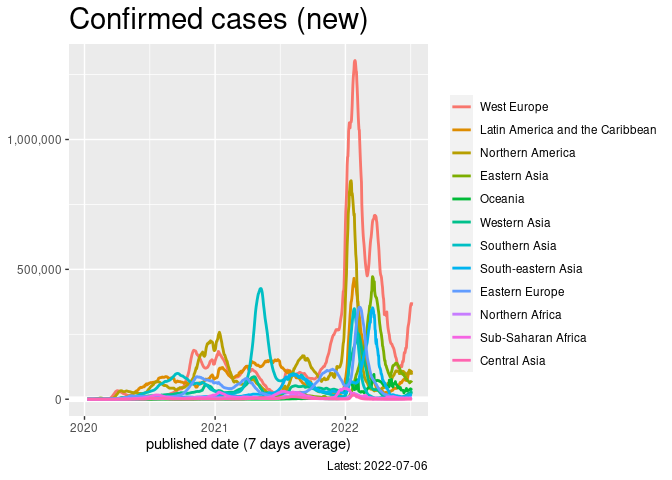 Confirmed cases (new)
1,000,000
500,000
0
2020
2021
2022
published date (7 days average)
Latest: 2022-07-06
West Europe
Latin America and the Caribbean
Northern America
Eastern Asia
Oceania
Western Asia
Southern Asia
South-eastern Asia
Eastern Europe
Northern Africa
Sub-Saharan Africa
Central Asia